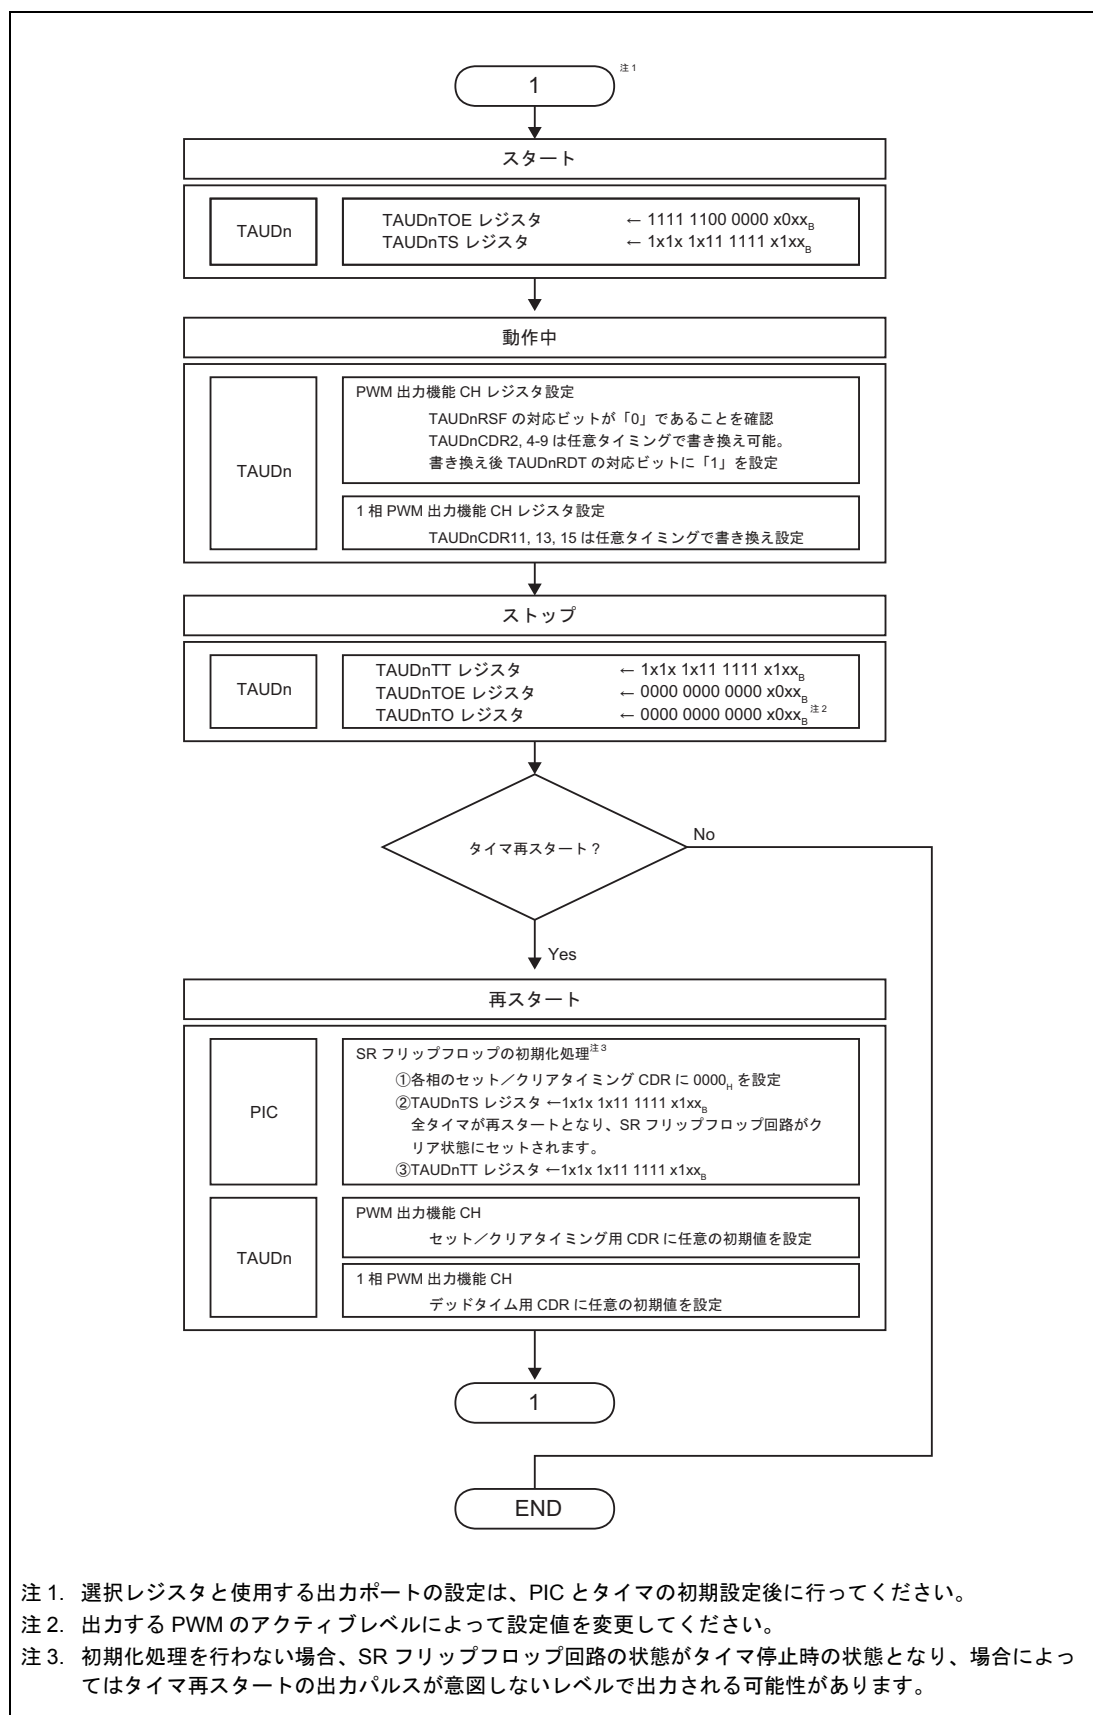 1 注 1
スタート
TAUDn
TAUDnTOE レジスタ ← 1111 1100 0000 x0xxB
TAUDnTS レジスタ ← 1x1x 1x11 1111 x1xxB
動作中
TAUDn
PWM 出力機能 CH レジスタ設定
TAUDnRSF の対応ビットが「0」であることを確認
TAUDnCDR2, 4-9 は任意タイミングで書き換え可能。
書き換え後 TAUDnRDT の対応ビットに「1」を設定
1 相 PWM 出力機能 CH レジスタ設定
TAUDnCDR11, 13, 15 は任意タイミングで書き換え設定
ストップ
TAUDn
TAUDnTT レジスタ ← 1x1x 1x11 1111 x1xxB
TAUDnTOE レジスタ ← 0000 0000 0000 x0xxB
TAUDnTO レジスタ ← 0000 0000 0000 x0xxB 注 2
タイマ再スタート？
No
Yes
再スタート
PIC
SR フリップフロップの初期化処理注 3
①各相のセット／クリアタイミング CDR に 0000H を設定
②TAUDnTS レジスタ ←1x1x 1x11 1111 x1xxB
全タイマが再スタートとなり、SR フリップフロップ回路がク
リア状態にセットされます。
③TAUDnTT レジスタ ←1x1x 1x11 1111 x1xxB
TAUDn
PWM 出力機能 CH
セット／クリアタイミング用 CDR に任意の初期値を設定
1 相 PWM 出力機能 CH
デッドタイム用 CDR に任意の初期値を設定
1
END
注 1. 選択レジスタと使用する出力ポートの設定は、PIC とタイマの初期設定後に行ってください。
注 2. 出力する PWM のアクティブレベルによって設定値を変更してください。
注 3. 初期化処理を行わない場合、SR フリップフロップ回路の状態がタイマ停止時の状態となり、場合によっ
てはタイマ再スタートの出力パルスが意図しないレベルで出力される可能性があります。